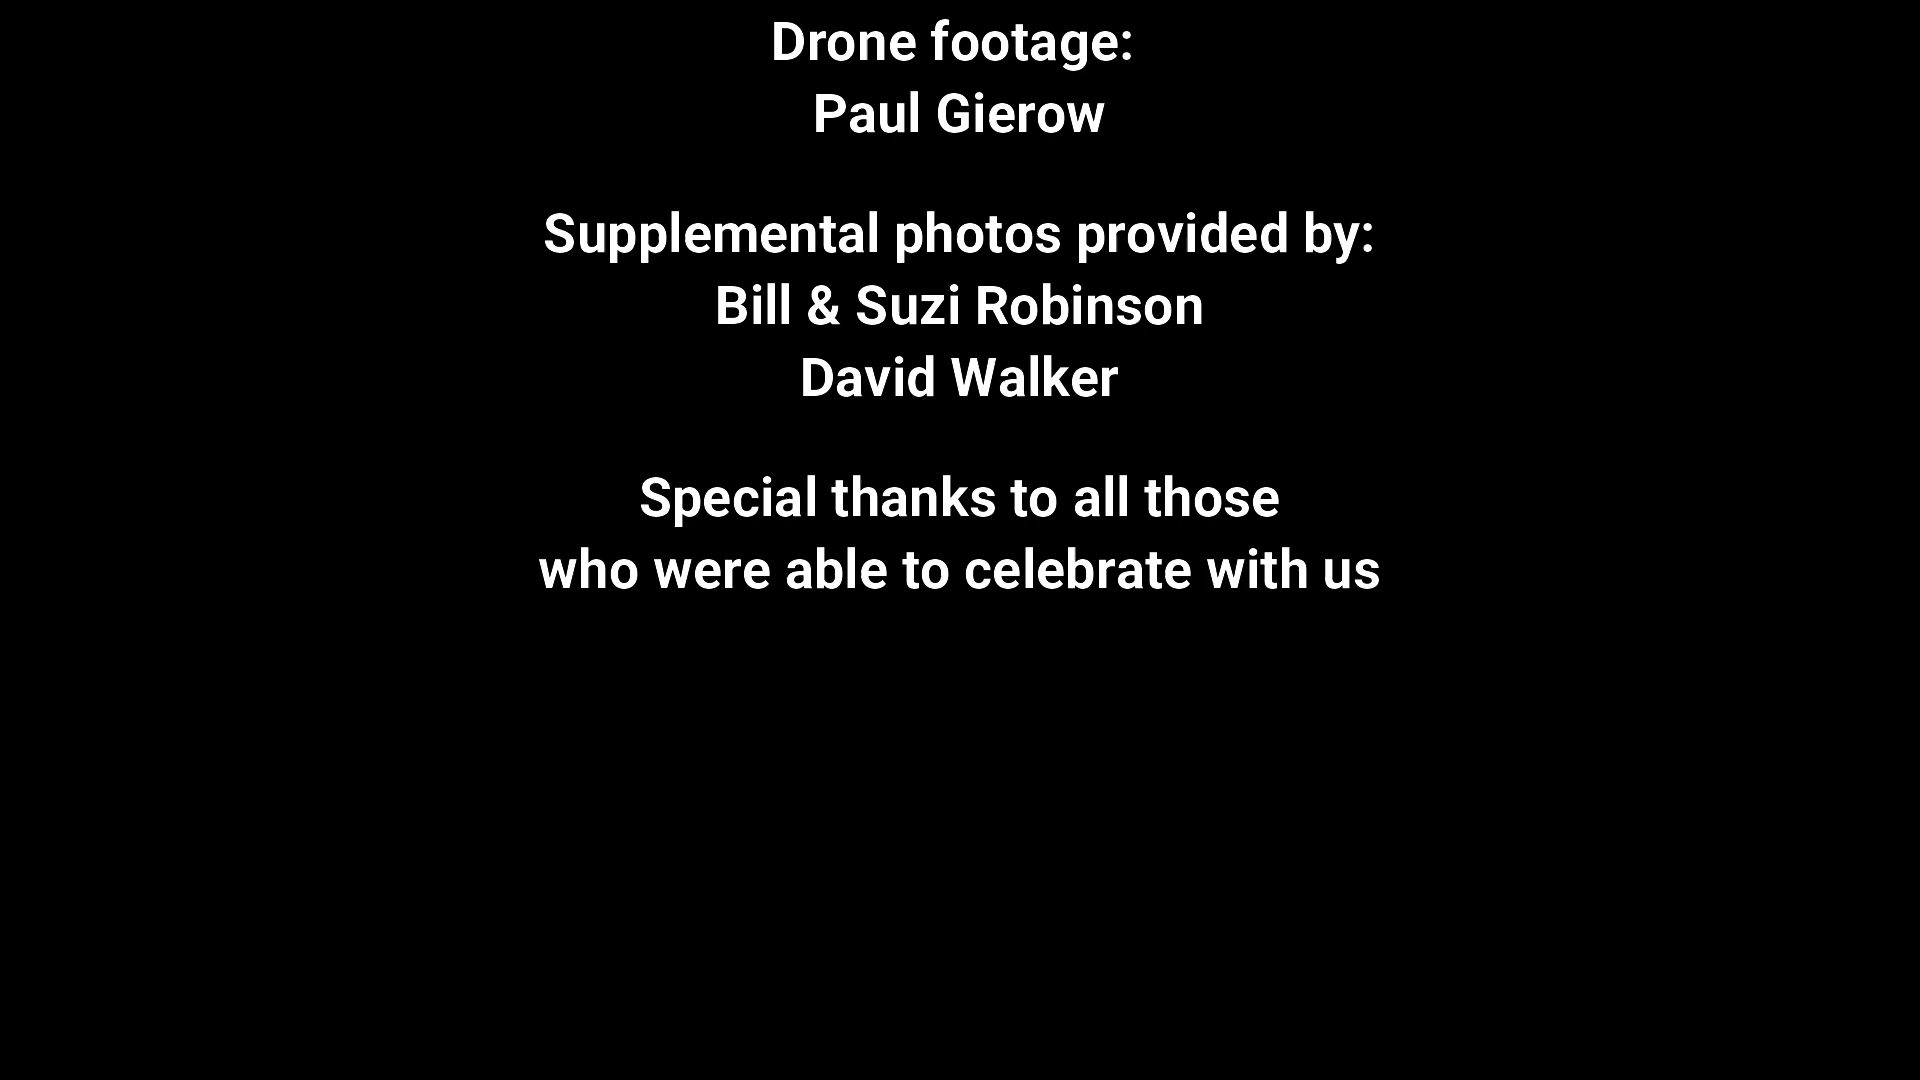 Drone footage:
Paul Gierow
Supplemental photos provided by:
Bill & Suzi Robinson
David Walker
Special thanks to all those
who were able to celebrate with us